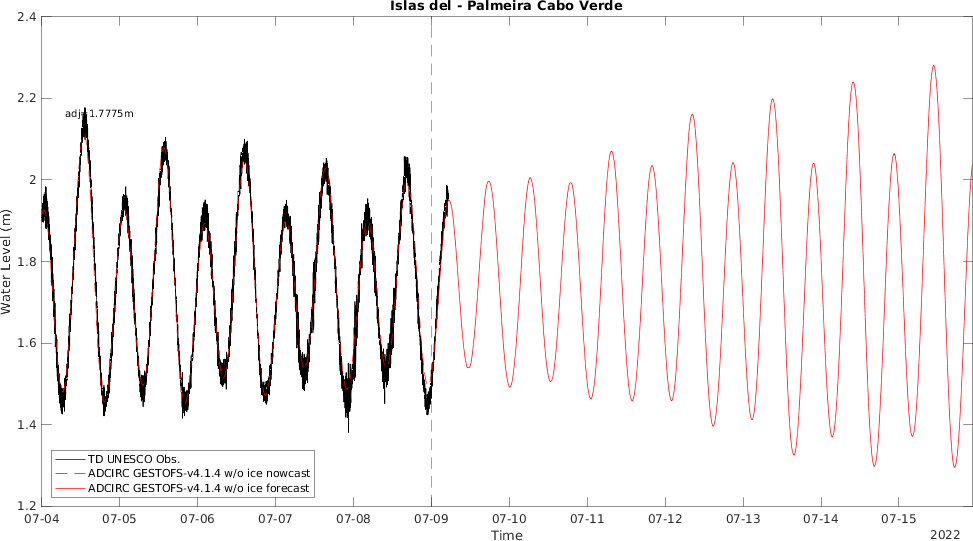 Islas del - Palmeira Cabo Verde
2.4
2.2
2
1.8
1.6
1.4
1.2
Water Level (m)
adj=1.7775m
TD UNESCO Obs.
ADCIRC GESTOFS-v4.1.4 w/o ice nowcast
ADCIRC GESTOFS-v4.1.4 w/o ice forecast
07-04 07-05 07-06 07-07 07-08 07-09 07-10 07-11 07-12 07-13 07-14 07-15
Time
2022